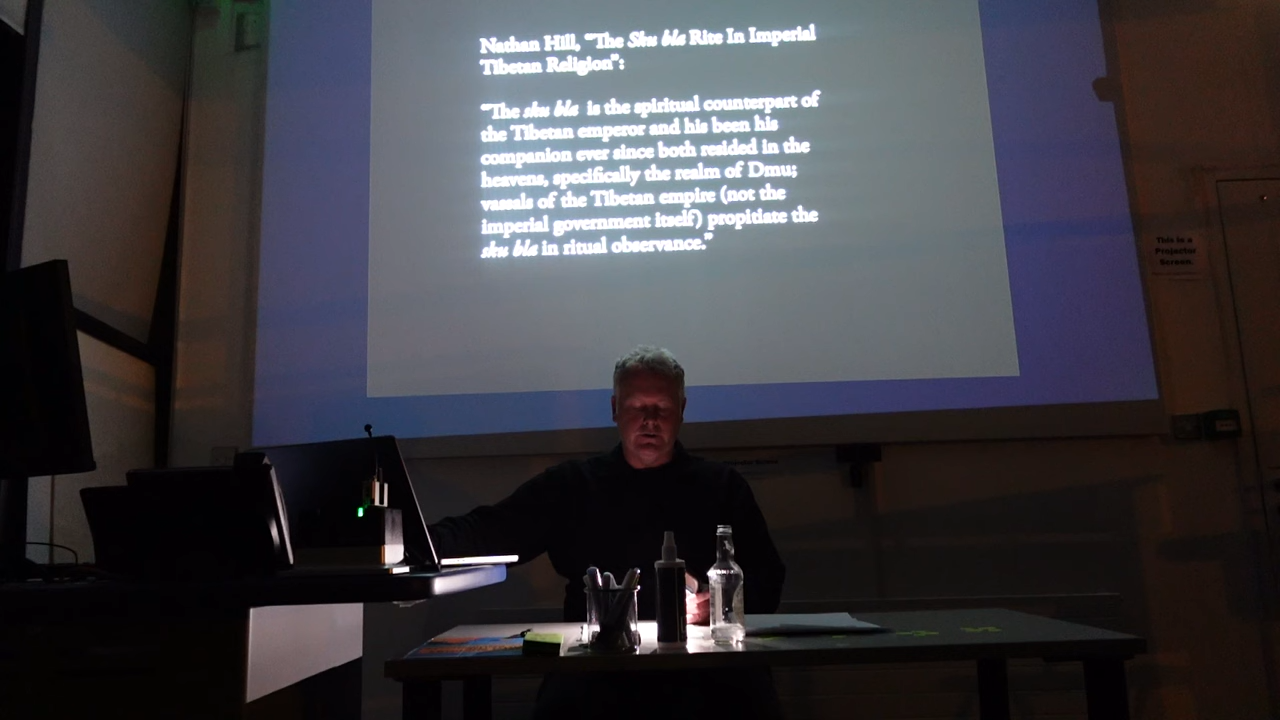 Nathan Hill, "The Sku bla Rite In Imperial
Tibetan Religion":
"The sku bla is the spiritual counterpart of
the Tibetan emperor and his been his
companion ever since both resided in the
heavens, specifically the realm of Dmu;
vassals of the Tibetan empire (not the
imperial government itself) propitiate the
sku bla in ritual observance."
This is a
Projector
Screen.